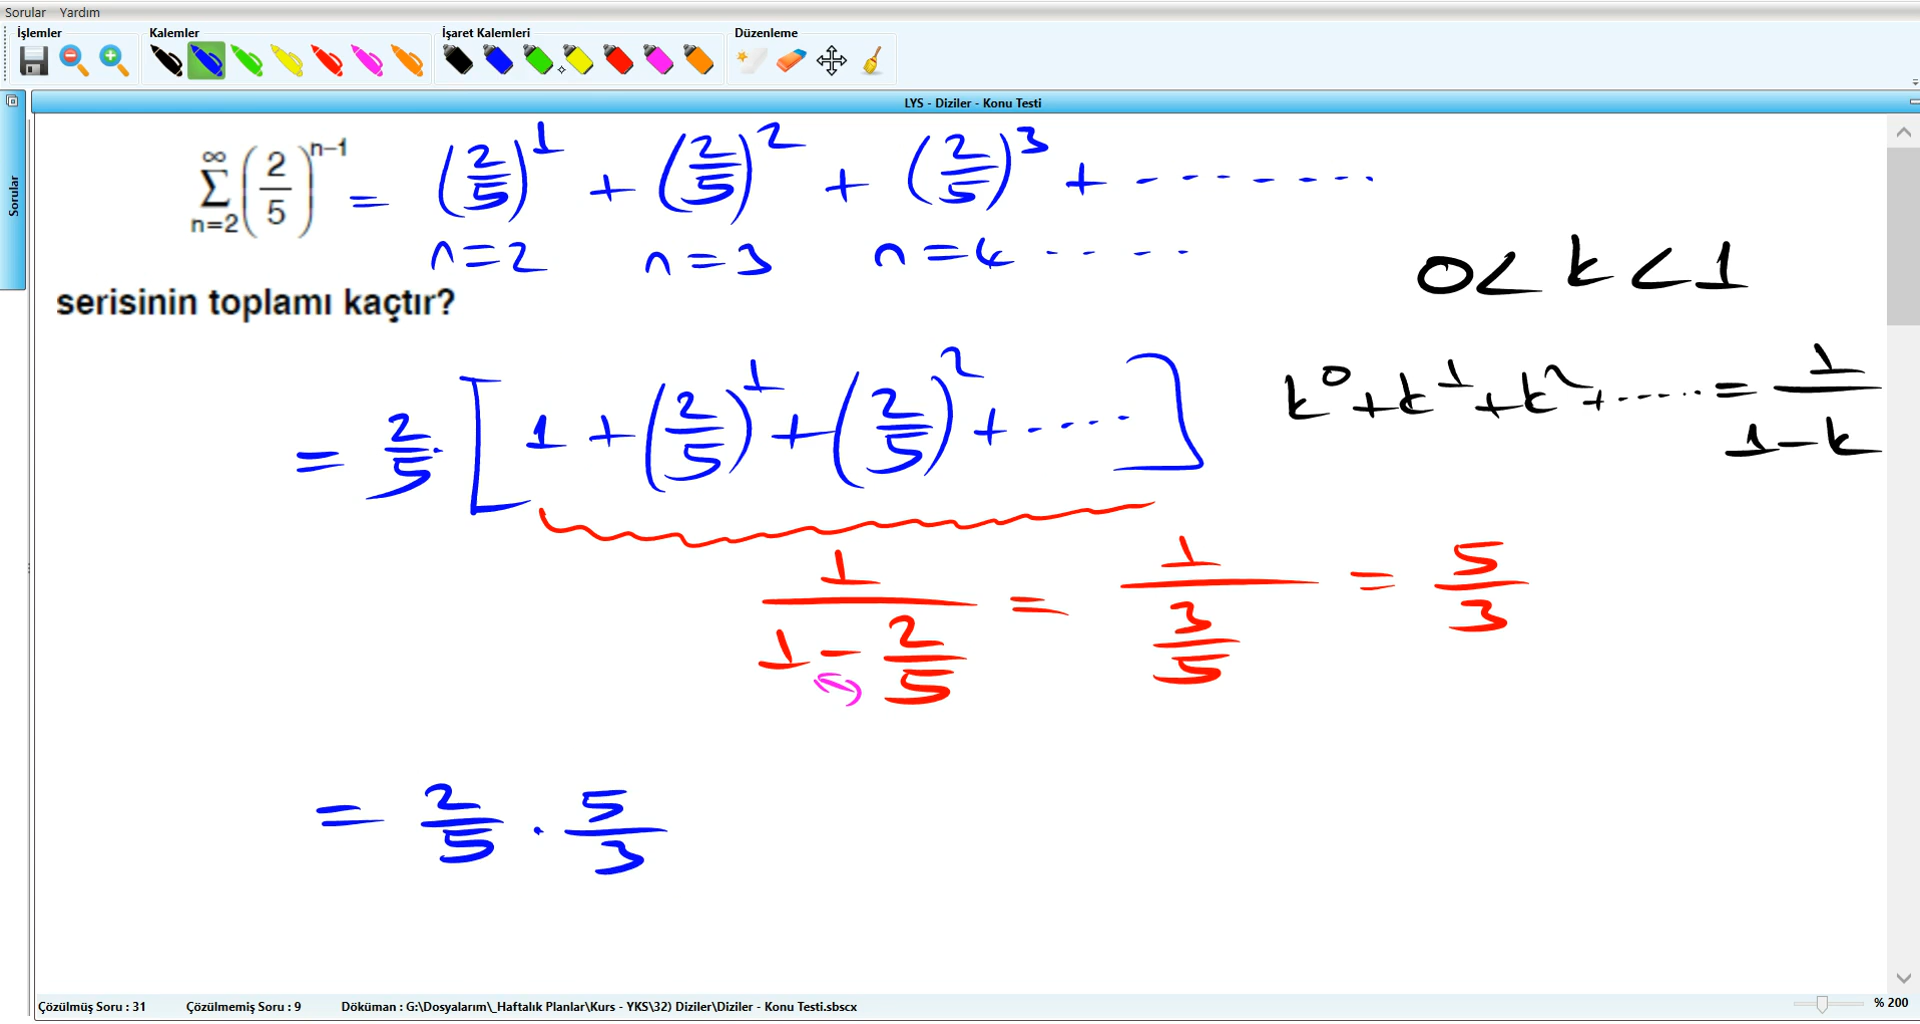 Sorular Yardım
İşlemler Kalemler İşaret Kalemleri Düzenleme
LYS - Diziler - Konu Testi
Sorular
∞ Σ n=2 (2/5)^n-1 = (2/5)^1 + (2/5)^2 + (2/5)^3 + ........
n=2 n=3 n=4 ....
0 < k < 1
serisinin toplamı kaçtır?
k^0 + k^1 + k^2 + ..... = 1/(1-k)
= 2/5 · [1 + (2/5)^1 + (2/5)^2 + ....]
1/(1 - 2/5) = 1/(3/5) = 5/3
= 2/5 · 5/3
Çözülmüş Soru : 31 Çözülmemiş Soru : 9 Döküman : G:\Dosyalarım\_Haftalık Planlar\Kurs - YKS\32) Diziler\Diziler - Konu Testi.sbscx % 200